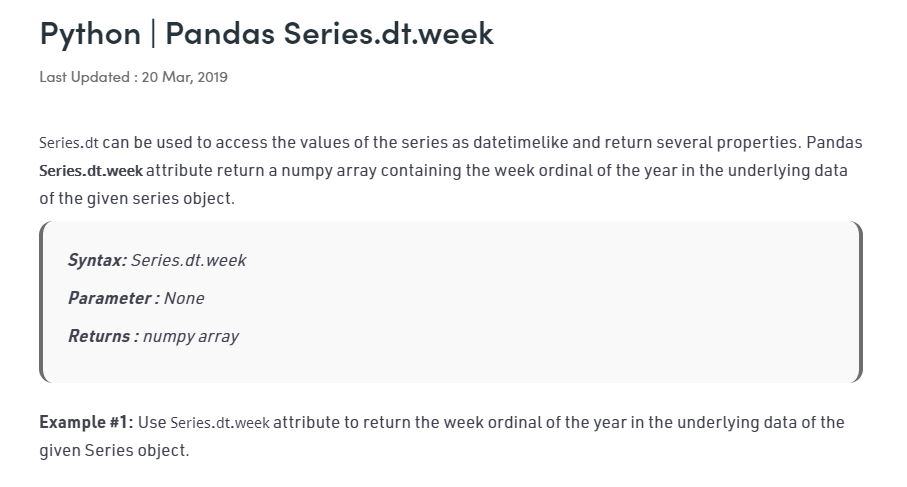 Python | Pandas Series.dt.week
Last Updated : 20 Mar, 2019
Series.dt can be used to access the values of the series as datetimelike and return several properties. Pandas
Series.dt.week attribute return a numpy array containing the week ordinal of the year in the underlying data
of the given series object.
Syntax: Series.dt.week
Parameter : None
Returns : numpy array
Example #1: Use Series.dt.week attribute to return the week ordinal of the year in the underlying data of the
given Series object.